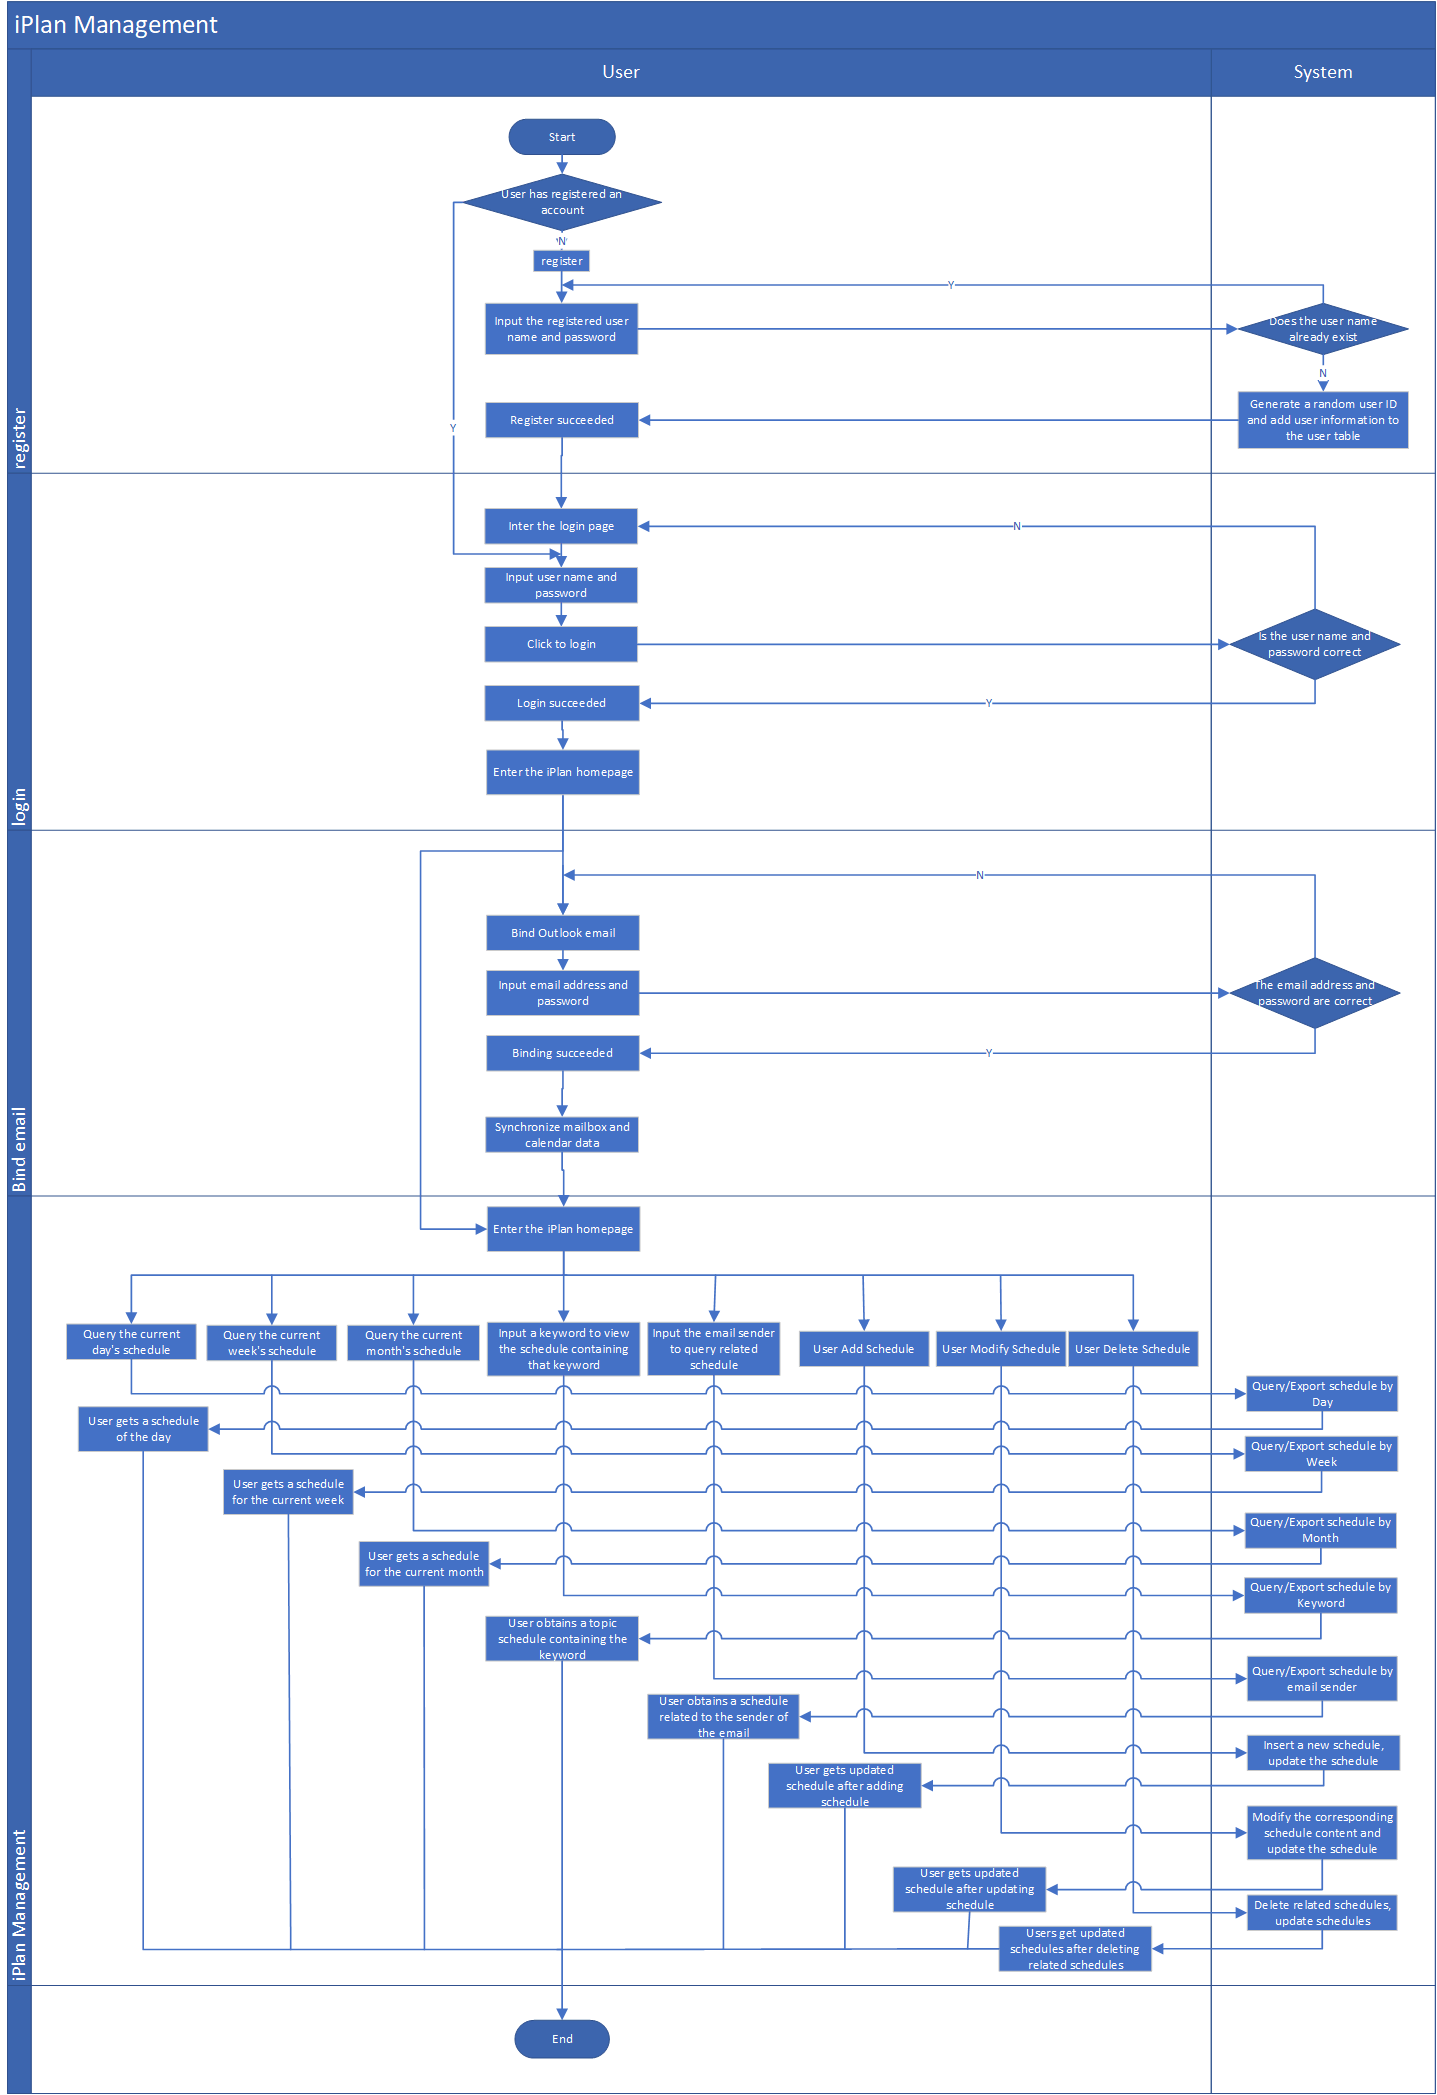 iPlan Management
User
System
register
Start
User has registered an
account
N
register
Y
Input the registered user
name and password
Does the user name
already exist
N
Generate a random user ID
and add user information to
the user table
Register succeeded
Y
login
Inter the login page
N
Input user name and
password
Click to login
Is the user name and
password correct
Login succeeded
Y
Enter the iPlan homepage
Bind email
N
Bind Outlook email
Input email address and
password
The email address and
password are correct
Binding succeeded
Y
Synchronize mailbox and
calendar data
iPlan Management
Enter the iPlan homepage
Query the current
day's schedule
Query the current
week's schedule
Query the current
month's schedule
Input a keyword to view
the schedule containing
that keyword
Input the email sender
to query related
schedule
User Add Schedule
User Modify Schedule
User Delete Schedule
Query/Export schedule by
Day
User gets a schedule
of the day
Query/Export schedule by
Week
User gets a schedule
for the current week
Query/Export schedule by
Month
User gets a schedule
for the current month
Query/Export schedule by
Keyword
User obtains a topic
schedule containing the
keyword
Query/Export schedule by
email sender
User obtains a schedule
related to the sender of
the email
Insert a new schedule,
update the schedule
User gets updated
schedule after adding
schedule
Modify the corresponding
schedule content and
update the schedule
User gets updated
schedule after updating
schedule
Delete related schedules,
update schedules
Users get updated
schedules after deleting
related schedules
End